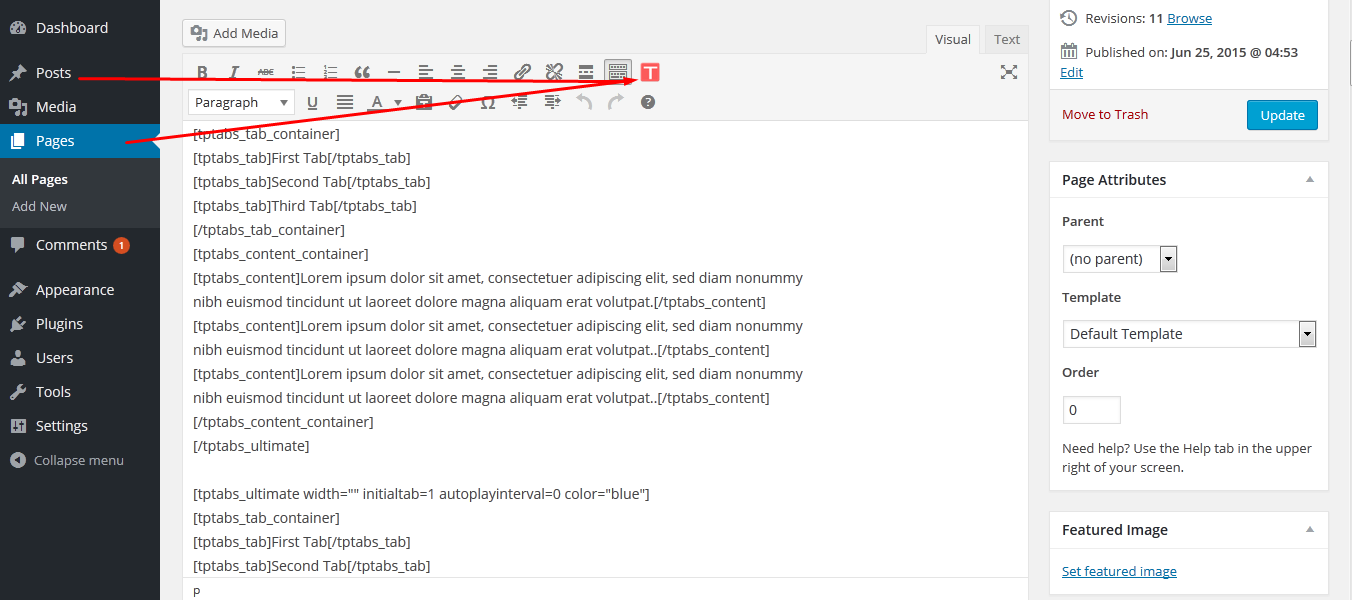 Dashboard
Posts
Media
Pages
All Pages
Add New
Comments 1
Appearance
Plugins
Users
Tools
Settings
Collapse menu
Add Media
Visual
Text
B I ABC
T
Paragraph
U A Ω ?
[tptabs_tab_container]
[tptabs_tab]First Tab[/tptabs_tab]
[tptabs_tab]Second Tab[/tptabs_tab]
[tptabs_tab]Third Tab[/tptabs_tab]
[/tptabs_tab_container]
[tptabs_content_container]
[tptabs_content]Lorem ipsum dolor sit amet, consectetuer adipiscing elit, sed diam nonummy
nibh euismod tincidunt ut laoreet dolore magna aliquam erat volutpat.[/tptabs_content]
[tptabs_content]Lorem ipsum dolor sit amet, consectetuer adipiscing elit, sed diam nonummy
nibh euismod tincidunt ut laoreet dolore magna aliquam erat volutpat..[/tptabs_content]
[tptabs_content]Lorem ipsum dolor sit amet, consectetuer adipiscing elit, sed diam nonummy
nibh euismod tincidunt ut laoreet dolore magna aliquam erat volutpat..[/tptabs_content]
[/tptabs_content_container]
[/tptabs_ultimate]
[tptabs_ultimate width="" initialtab=1 autoplayinterval=0 color="blue"]
[tptabs_tab_container]
[tptabs_tab]First Tab[/tptabs_tab]
[tptabs_tab]Second Tab[/tptabs_tab]
p
Revisions: 11 Browse
Published on: Jun 25, 2015 @ 04:53
Edit
Move to Trash
Update
Page Attributes
Parent
(no parent)
Template
Default Template
Order
0
Need help? Use the Help tab in the upper
right of your screen.
Featured Image
Set featured image